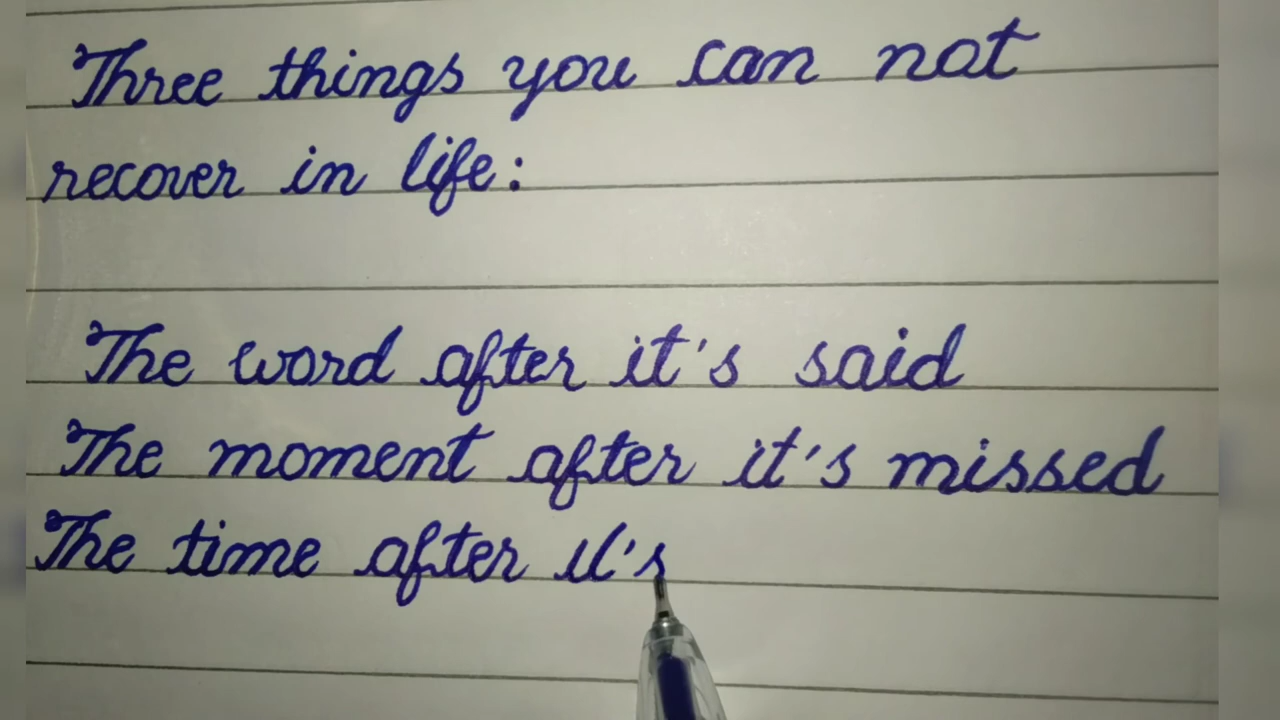 Three things you can not
recover in life:
The word after it's said
The moment after it's missed
The time after it's